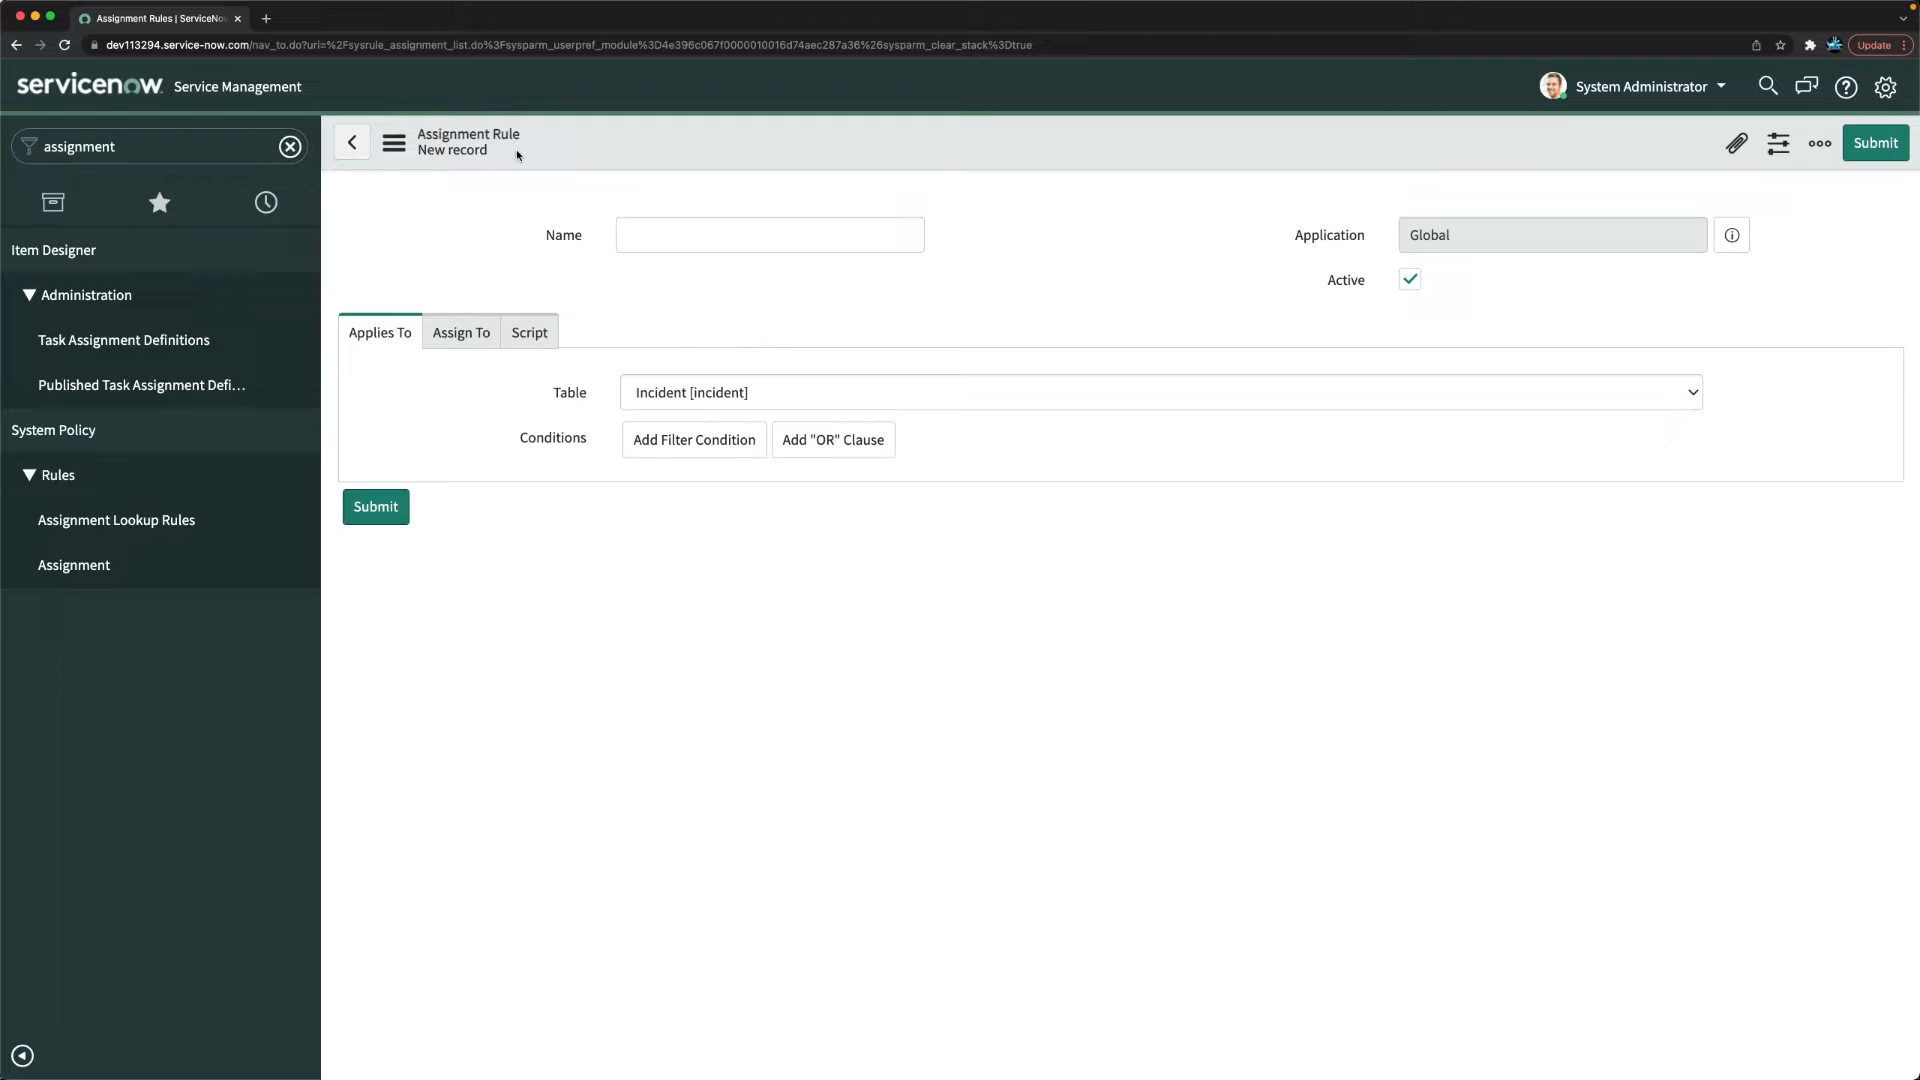 Assignment Rules | ServiceNo
dev113294.service-now.com/nav_to.do?uri=%2Fsysrule_assignment_list.do%3Fsysparm_userpref_module%3D4e396c067f0000010016d74aec287a36%26sysparm_clear_stack%3Dtrue
Update
servicenow Service Management
System Administrator
assignment
Assignment Rule
New record
Submit
Item Designer
Administration
Task Assignment Definitions
Published Task Assignment Defi...
System Policy
Rules
Assignment Lookup Rules
Assignment
Name
Application Global
Active
Applies To Assign To Script
Table Incident [incident]
Conditions Add Filter Condition Add "OR" Clause
Submit